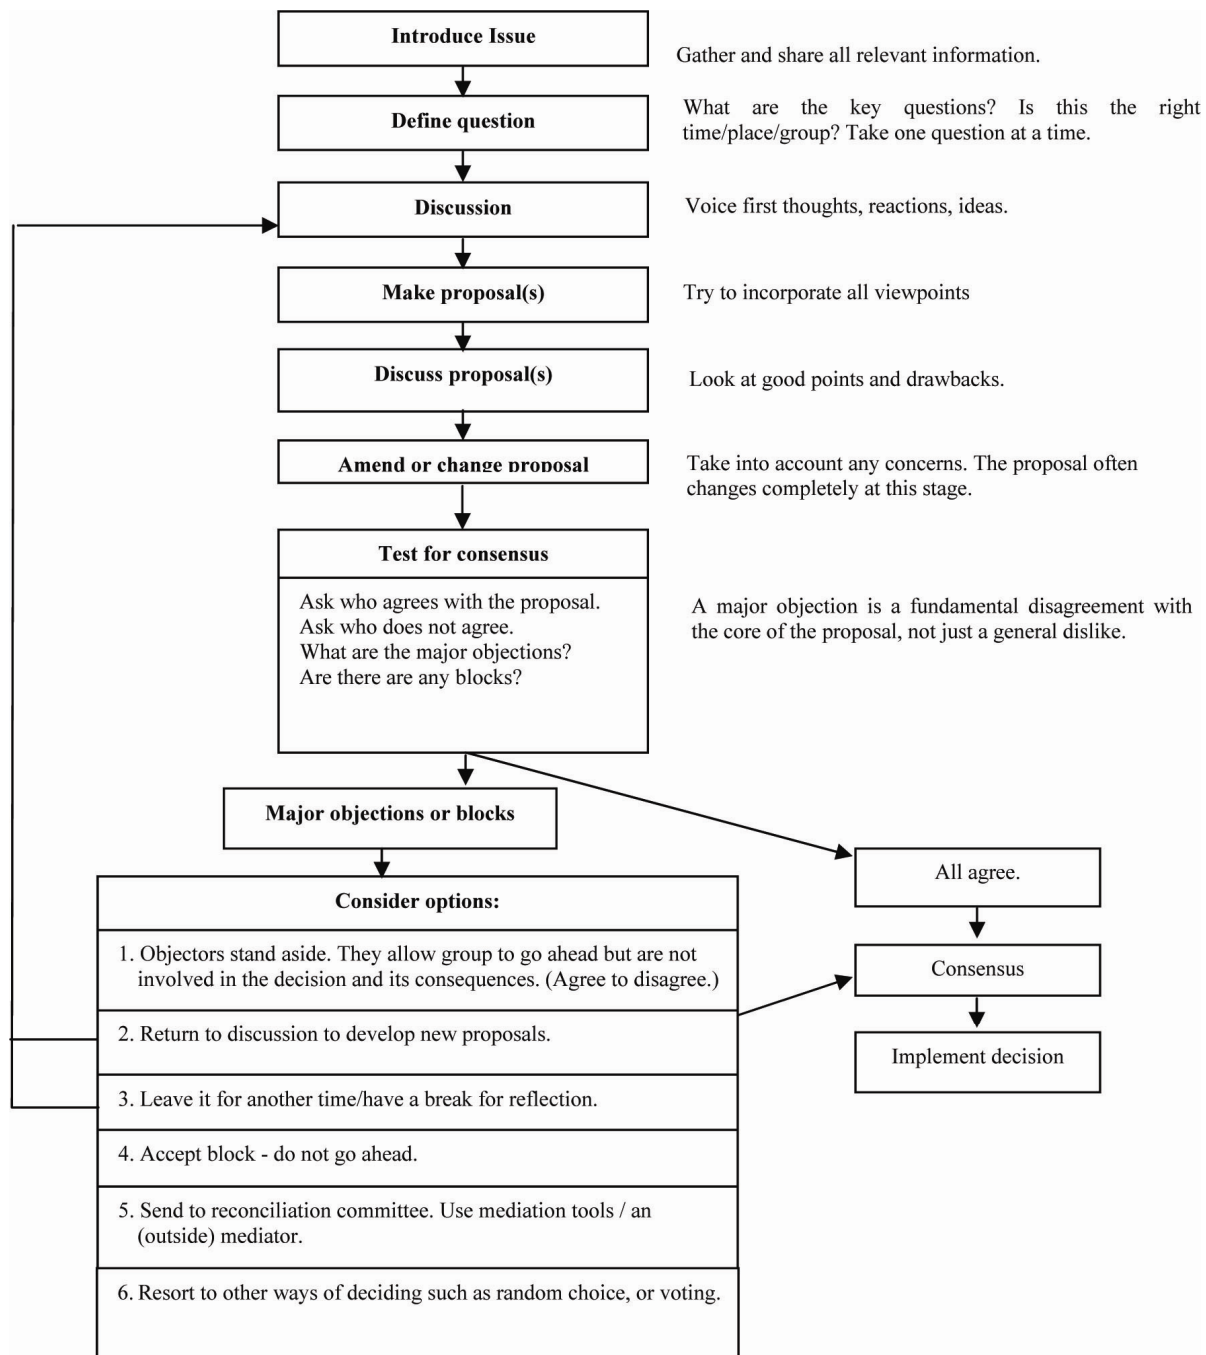 Introduce Issue
Gather and share all relevant information.
Define question
What are the key questions? Is this the right
time/place/group? Take one question at a time.
Discussion
Voice first thoughts, reactions, ideas.
Make proposal(s)
Try to incorporate all viewpoints
Discuss proposal(s)
Look at good points and drawbacks.
Amend or change proposal
Take into account any concerns. The proposal often
changes completely at this stage.
Test for consensus
Ask who agrees with the proposal.
Ask who does not agree.
What are the major objections?
Are there are any blocks?
A major objection is a fundamental disagreement with
the core of the proposal, not just a general dislike.
Major objections or blocks
All agree.
Consensus
Implement decision
Consider options:
1. Objectors stand aside. They allow group to go ahead but are not
involved in the decision and its consequences. (Agree to disagree.)
2. Return to discussion to develop new proposals.
3. Leave it for another time/have a break for reflection.
4. Accept block - do not go ahead.
5. Send to reconciliation committee. Use mediation tools / an
(outside) mediator.
6. Resort to other ways of deciding such as random choice, or voting.